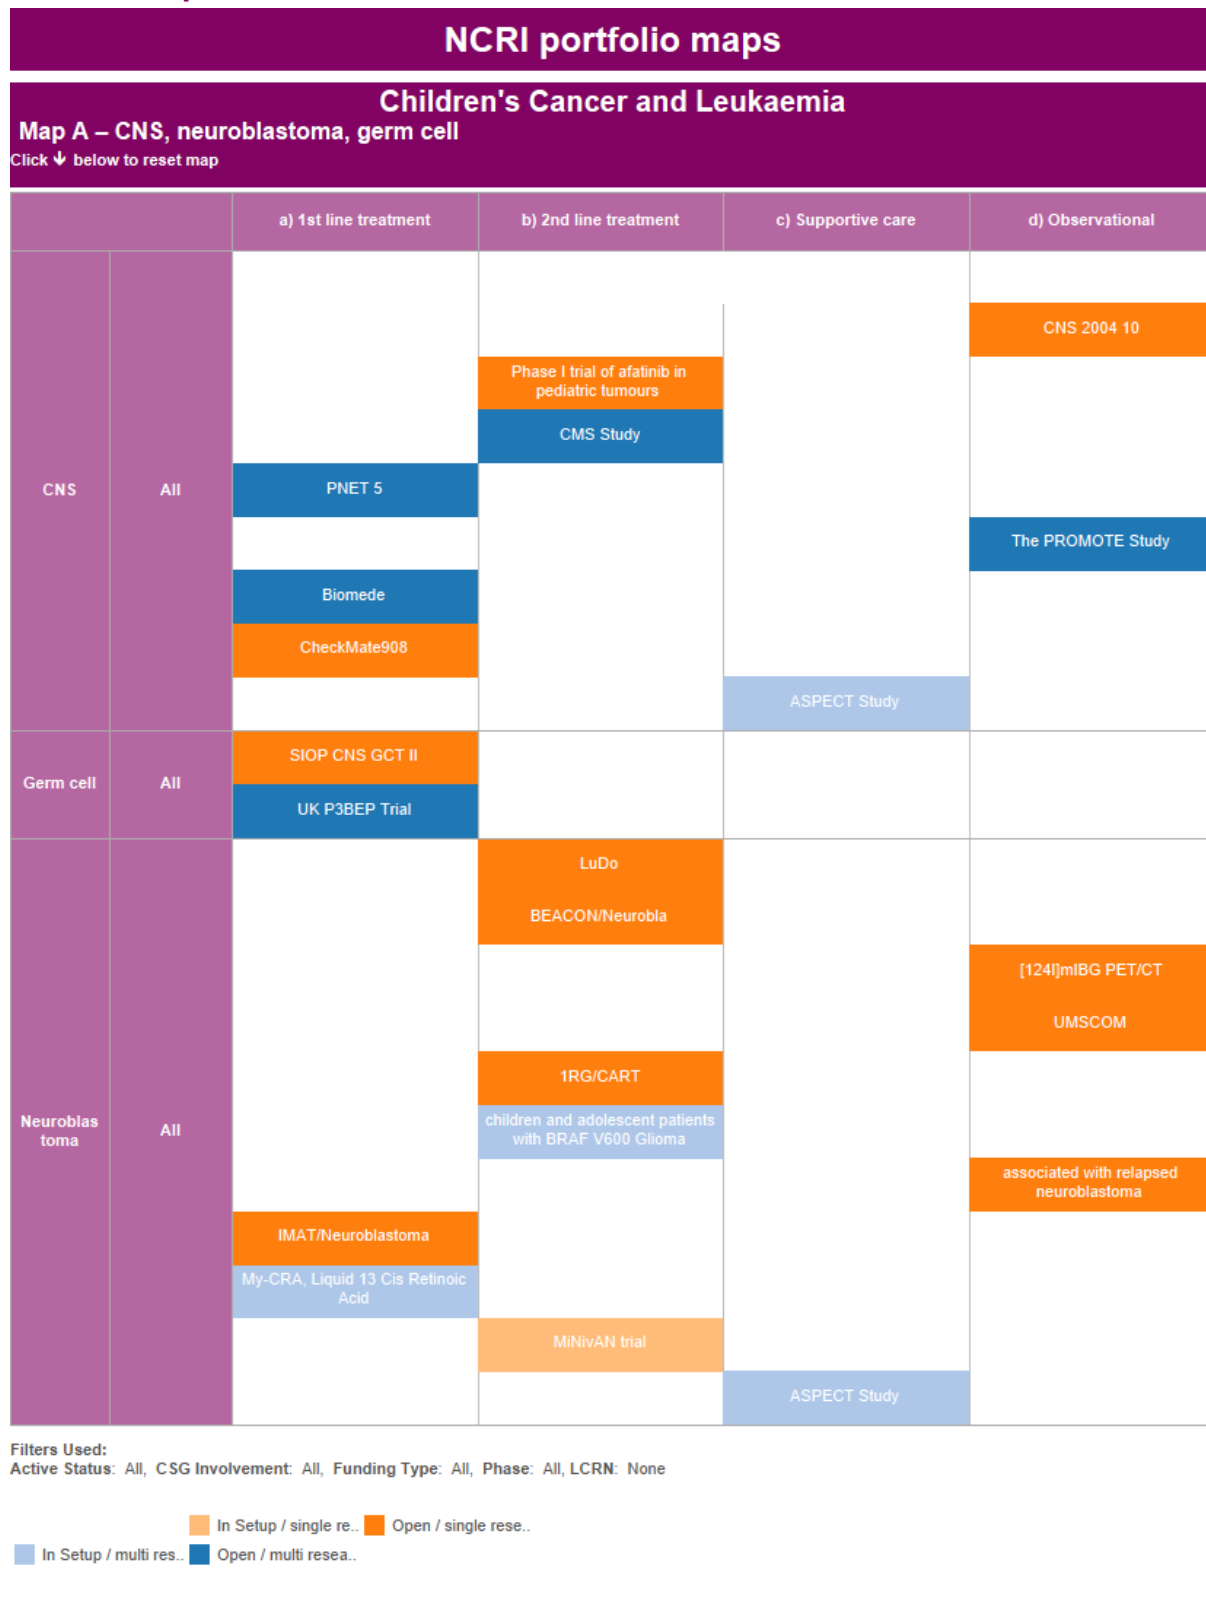 NCRI portfolio maps
Children's Cancer and Leukaemia
Map A – CNS, neuroblastoma, germ cell
Click ↓ below to reset map
a) 1st line treatment
b) 2nd line treatment
c) Supportive care
d) Observational
CNS
All
CNS 2004 10
Phase I trial of afatinib in
pediatric tumours
CMS Study
PNET 5
The PROMOTE Study
Biomede
CheckMate908
ASPECT Study
Germ cell
All
SIOP CNS GCT II
UK P3BEP Trial
Neuroblas
toma
All
LuDo
BEACON/Neurobla
[124I]mIBG PET/CT
UMSCOM
1RG/CART
children and adolescent patients
with BRAF V600 Glioma
associated with relapsed
neuroblastoma
IMAT/Neuroblastoma
My-CRA, Liquid 13 Cis Retinoic
Acid
MiNivAN trial
ASPECT Study
Filters Used:
Active Status: All, CSG Involvement: All, Funding Type: All, Phase: All, LCRN: None
In Setup / single re.. Open / single rese..
In Setup / multi res.. Open / multi resea..